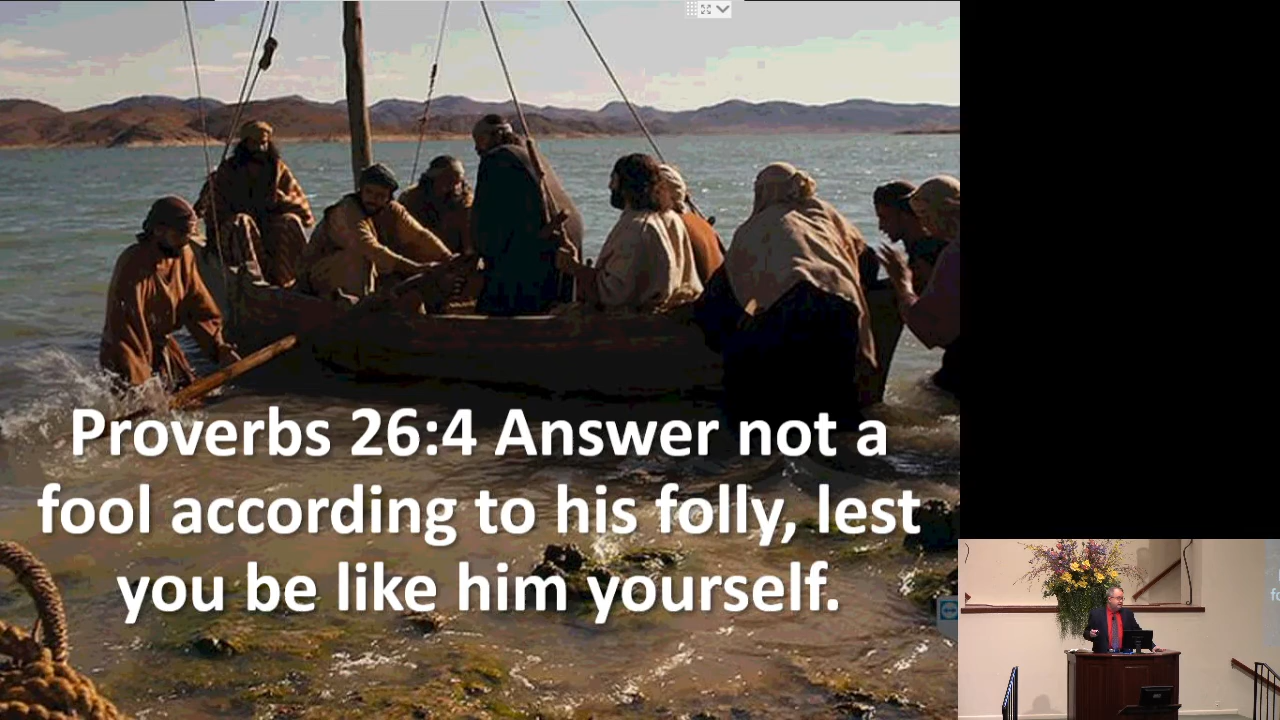 Proverbs 26:4 Answer not a
fool according to his folly, lest
you be like him yourself.